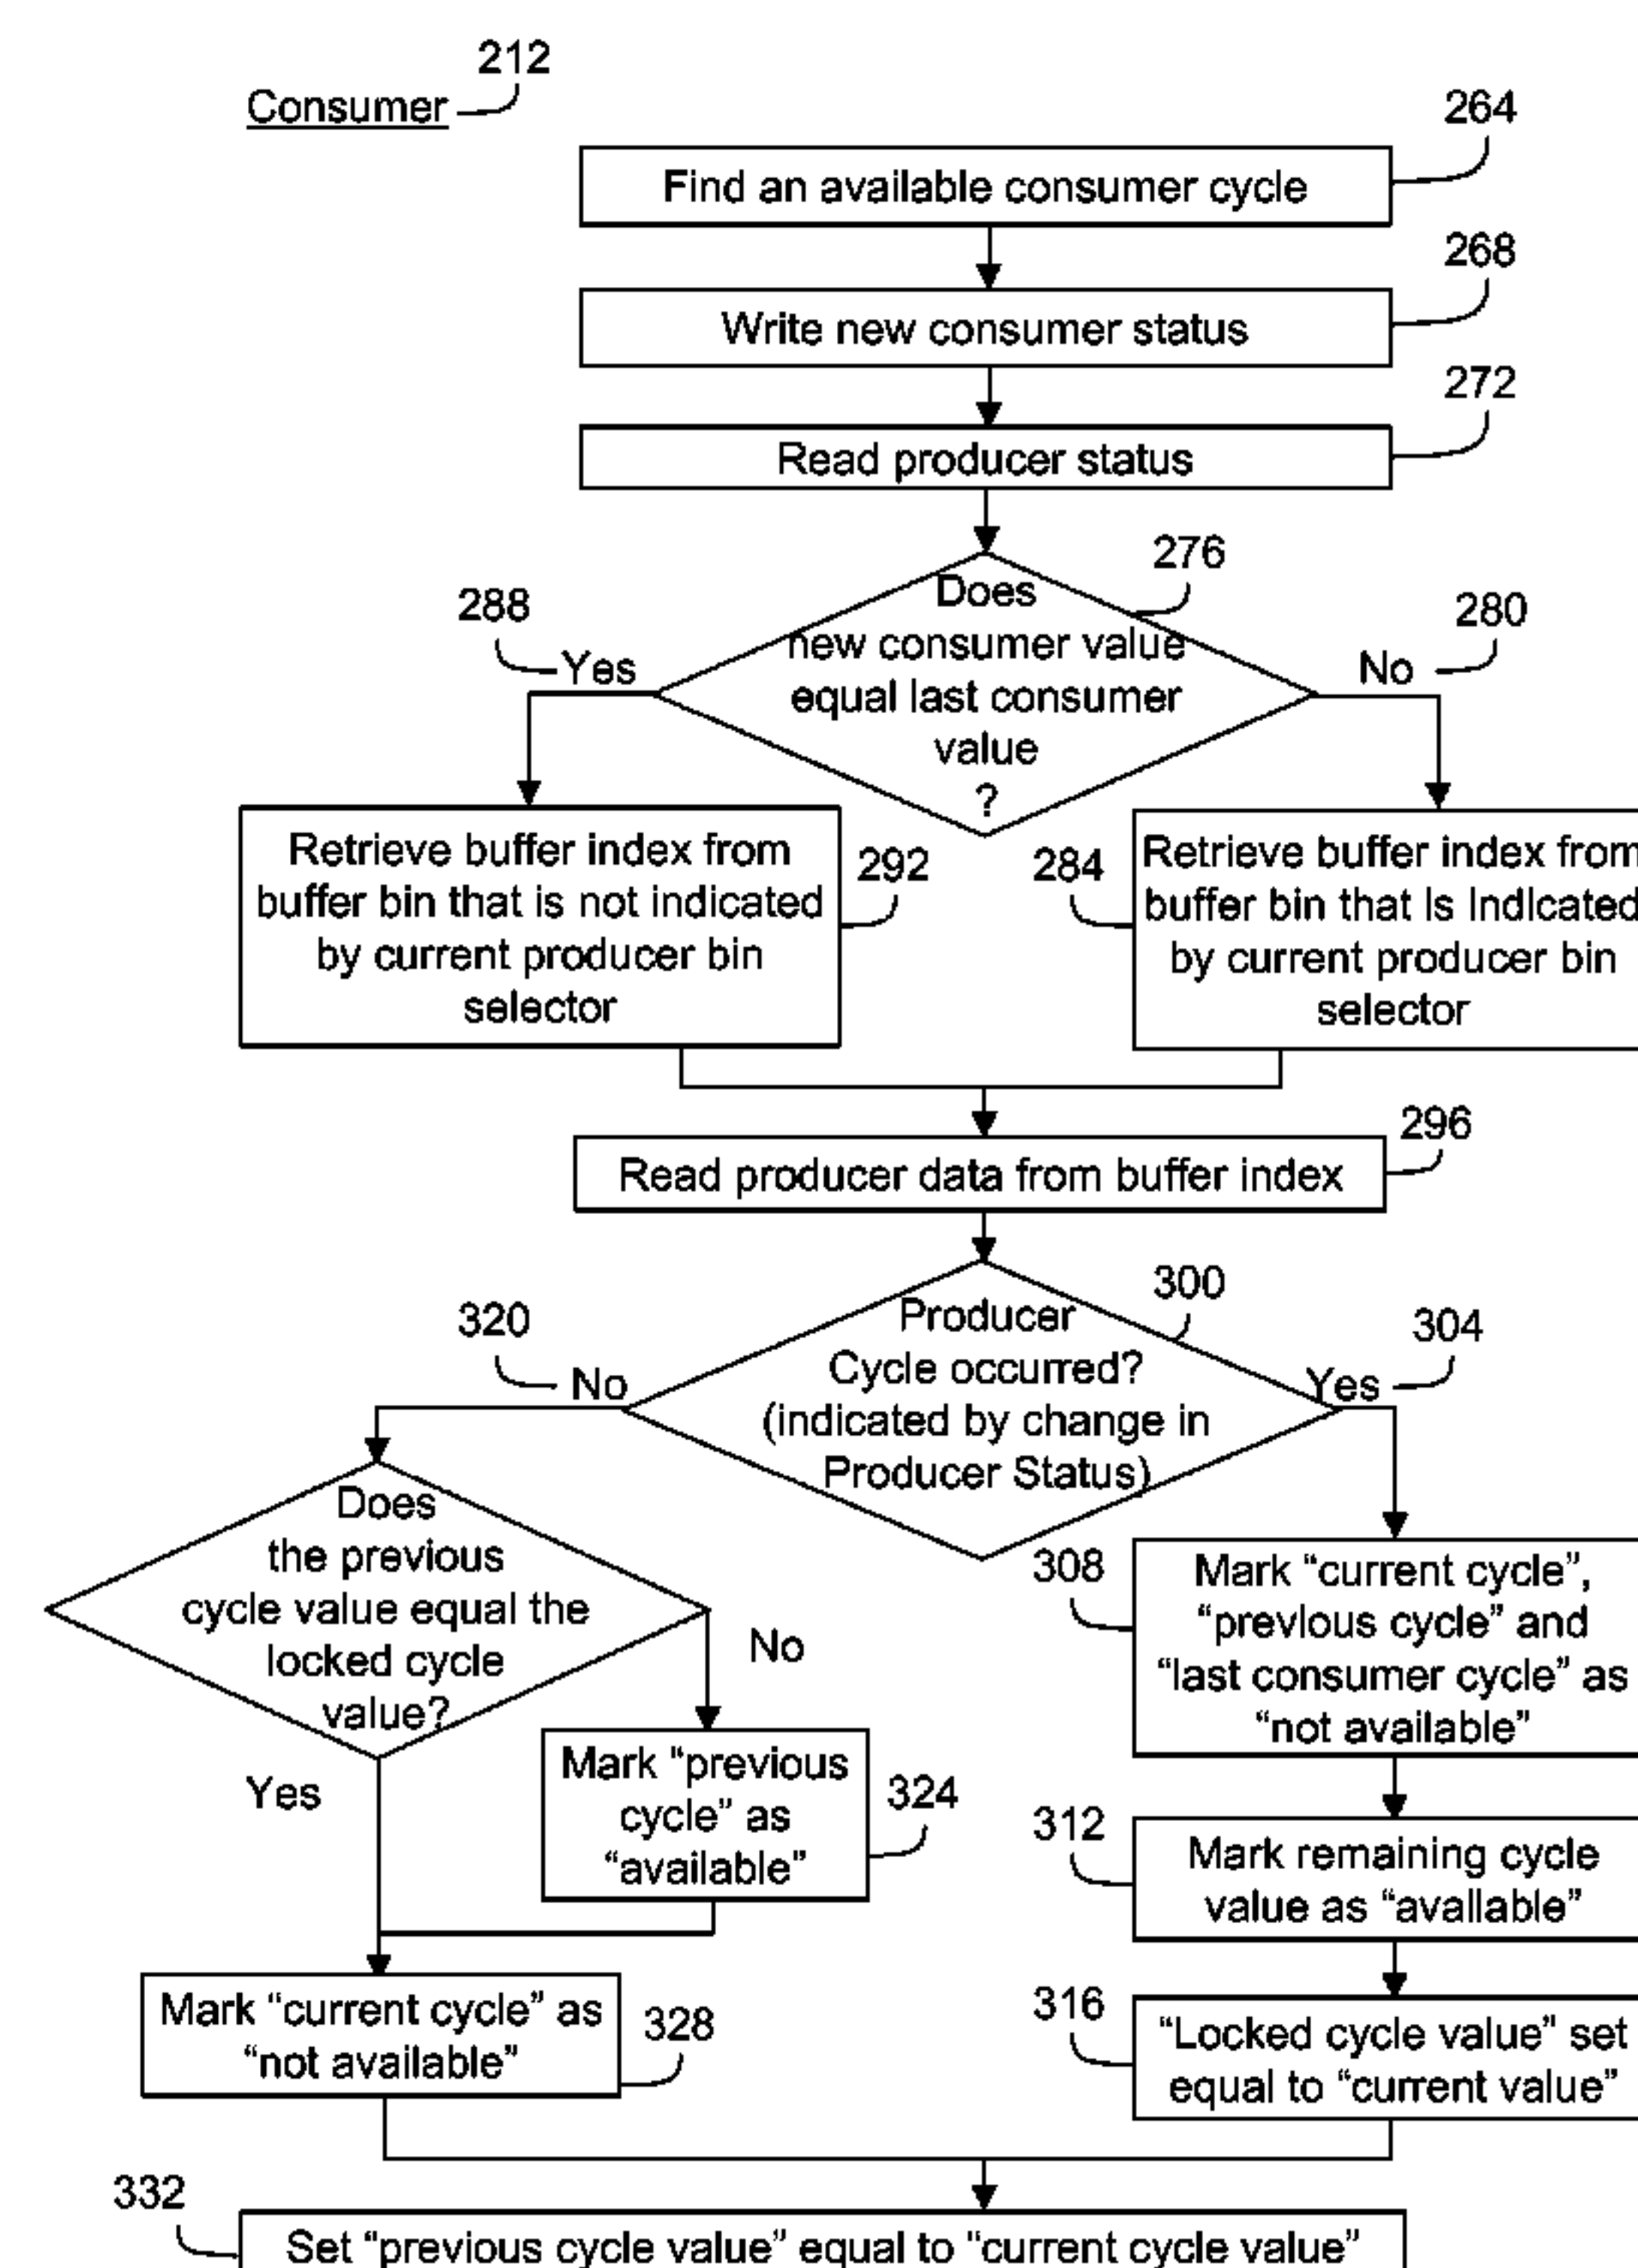 212
Consumer
264
Find an available consumer cycle
268
Write new consumer status
272
Read producer status
276
Does
new consumer value
equal last consumer
value
?
288
Yes
280
No
Retrieve buffer index from
buffer bin that is not indicated
by current producer bin
selector
292
284
Retrieve buffer index from
buffer bin that is indicated
by current producer bin
selector
296
Read producer data from buffer index
300
Producer
Cycle occurred?
(indicated by change in
Producer Status)
320
No
304
Yes
Does
the previous
cycle value equal the
locked cycle
value?
No
Yes
308
Mark “current cycle”,
“previous cycle” and
“last consumer cycle” as
“not available”
Mark “previous
cycle” as
“available”
324
312
Mark remaining cycle
value as “available”
Mark “current cycle” as
“not available”
328
316
“Locked cycle value” set
equal to “current value”
332
Set “previous cycle value” equal to “current cycle value”